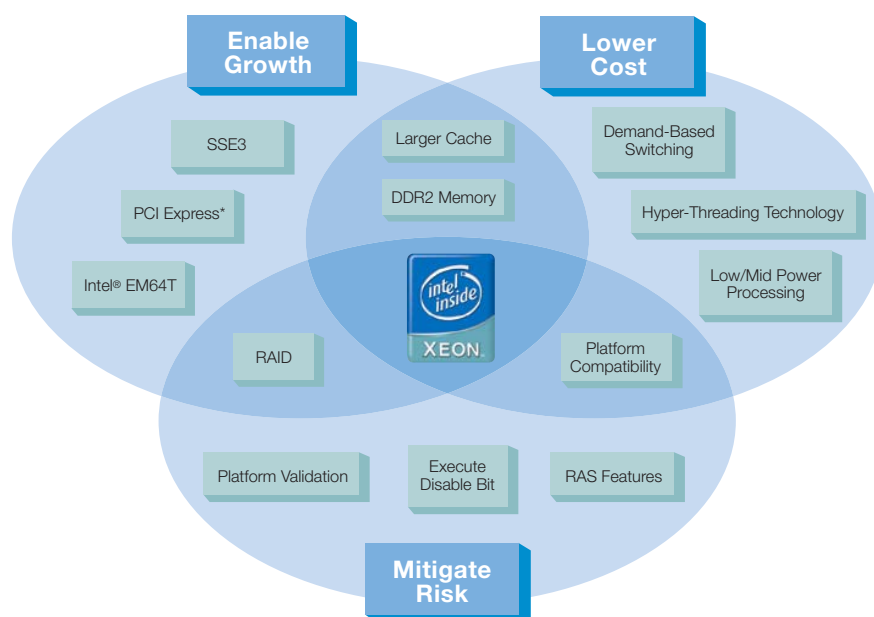 Enable
Growth
Lower
Cost
SSE3
Larger Cache
Demand-Based
Switching
PCI Express*
DDR2 Memory
Hyper-Threading Technology
Intel® EM64T
intel®
inside
XEON™
Low/Mid Power
Processing
RAID
Platform
Compatibility
Platform Validation
Execute
Disable Bit
RAS Features
Mitigate
Risk